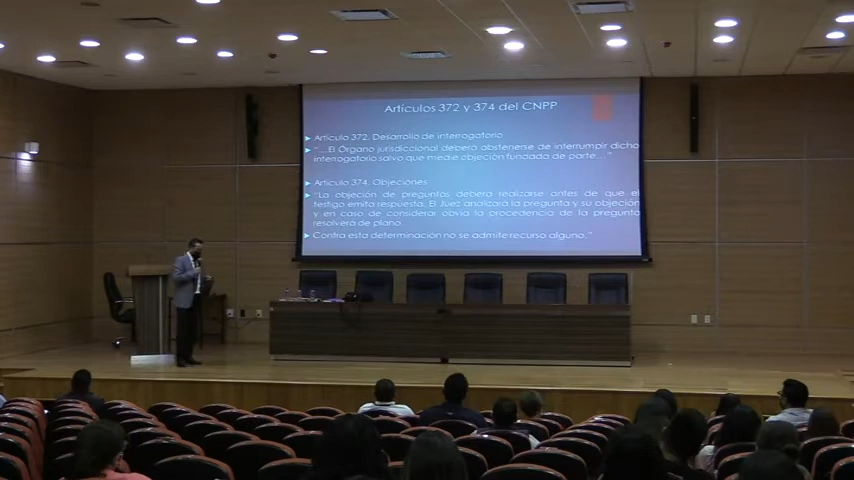 Artículos 372 y 374 del CNPP
Artículo 372. Desarrollo de interrogatorio
"....El Órgano jurisdiccional deberá abstenerse de interrumpir dicho
interrogatorio salvo que medie objeción fundada de parte..."
Artículo 374. Objeciones
"La objeción de preguntas deberá realizarse antes de que el
testigo emita respuesta. El Juez analizará la pregunta y su objeción
y en caso de considerar obvia la procedencia de la pregunta
resolverá de plano.
Contra esta determinación no se admite recurso alguno."